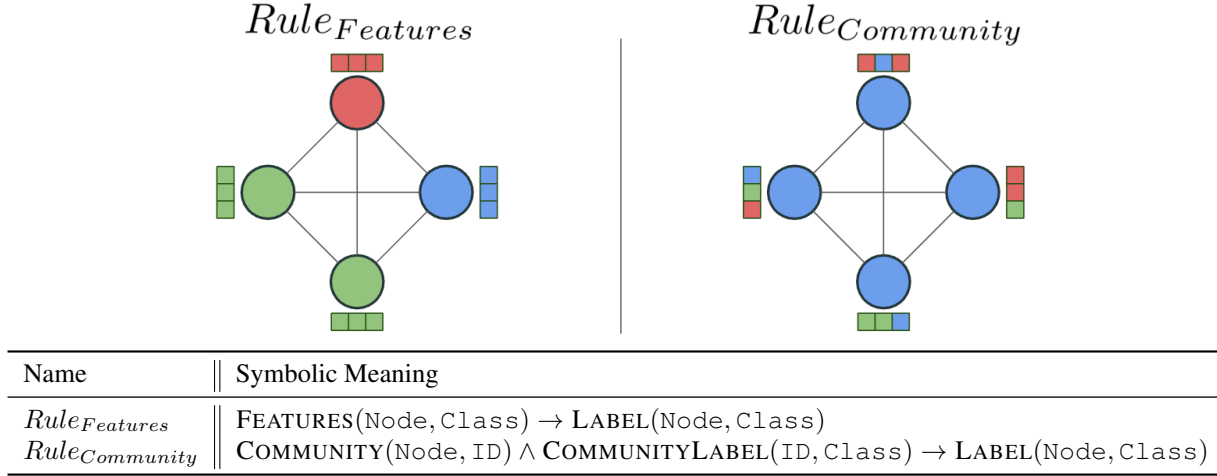 Rule_Features
Rule_Community
Name Symbolic Meaning
Rule_Features FEATURES(Node, Class) → LABEL(Node, Class)
Rule_Community COMMUNITY(Node, ID) ∧ COMMUNITYLABEL(ID, Class) → LABEL(Node, Class)